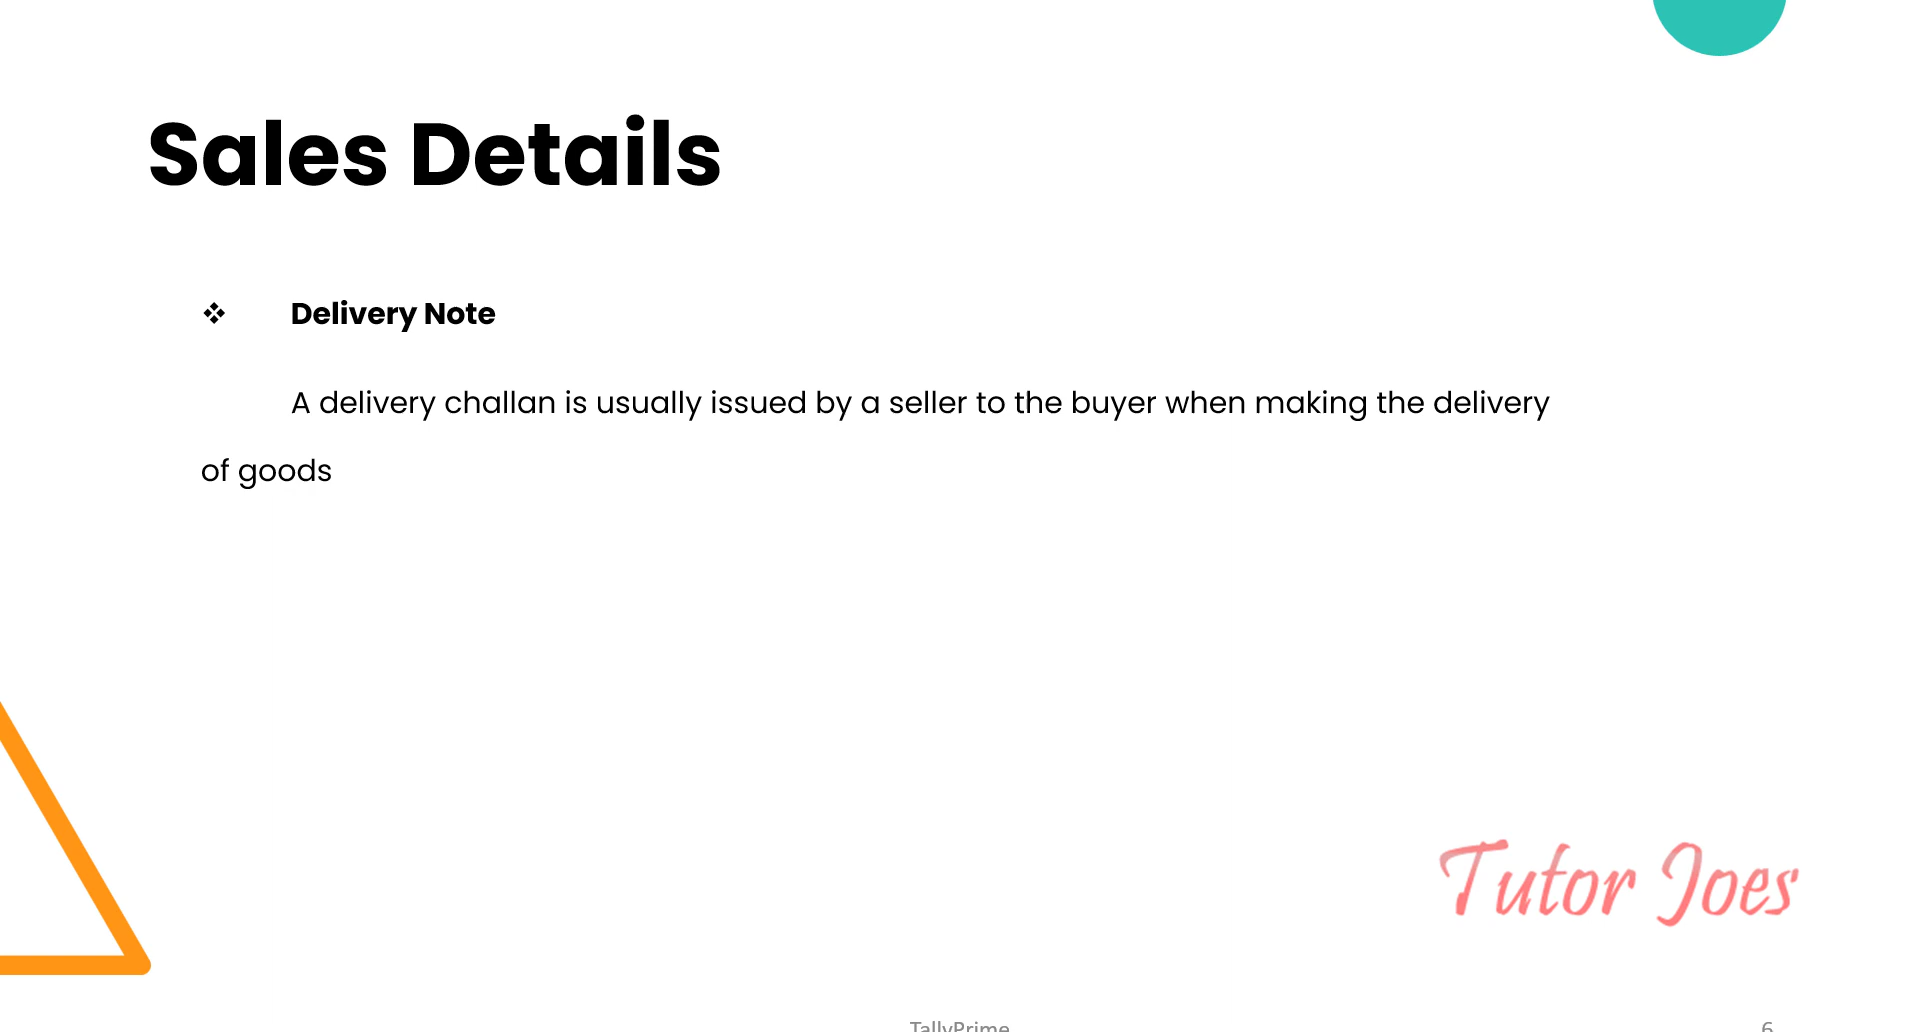 Sales Details
❖ Delivery Note
A delivery challan is usually issued by a seller to the buyer when making the delivery
of goods
Tutor Joes
TallyPrime
6